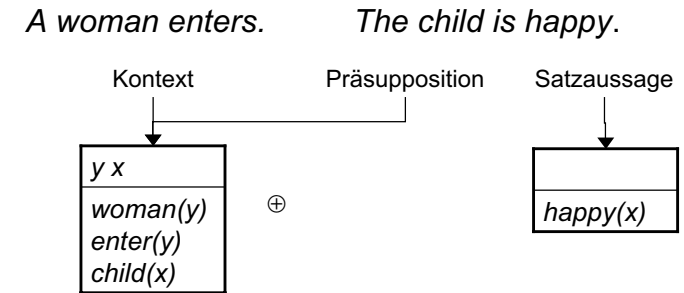 A woman enters. The child is happy.
Kontext Präsupposition Satzaussage
y x
woman(y)
enter(y)
child(x)
⊕
happy(x)